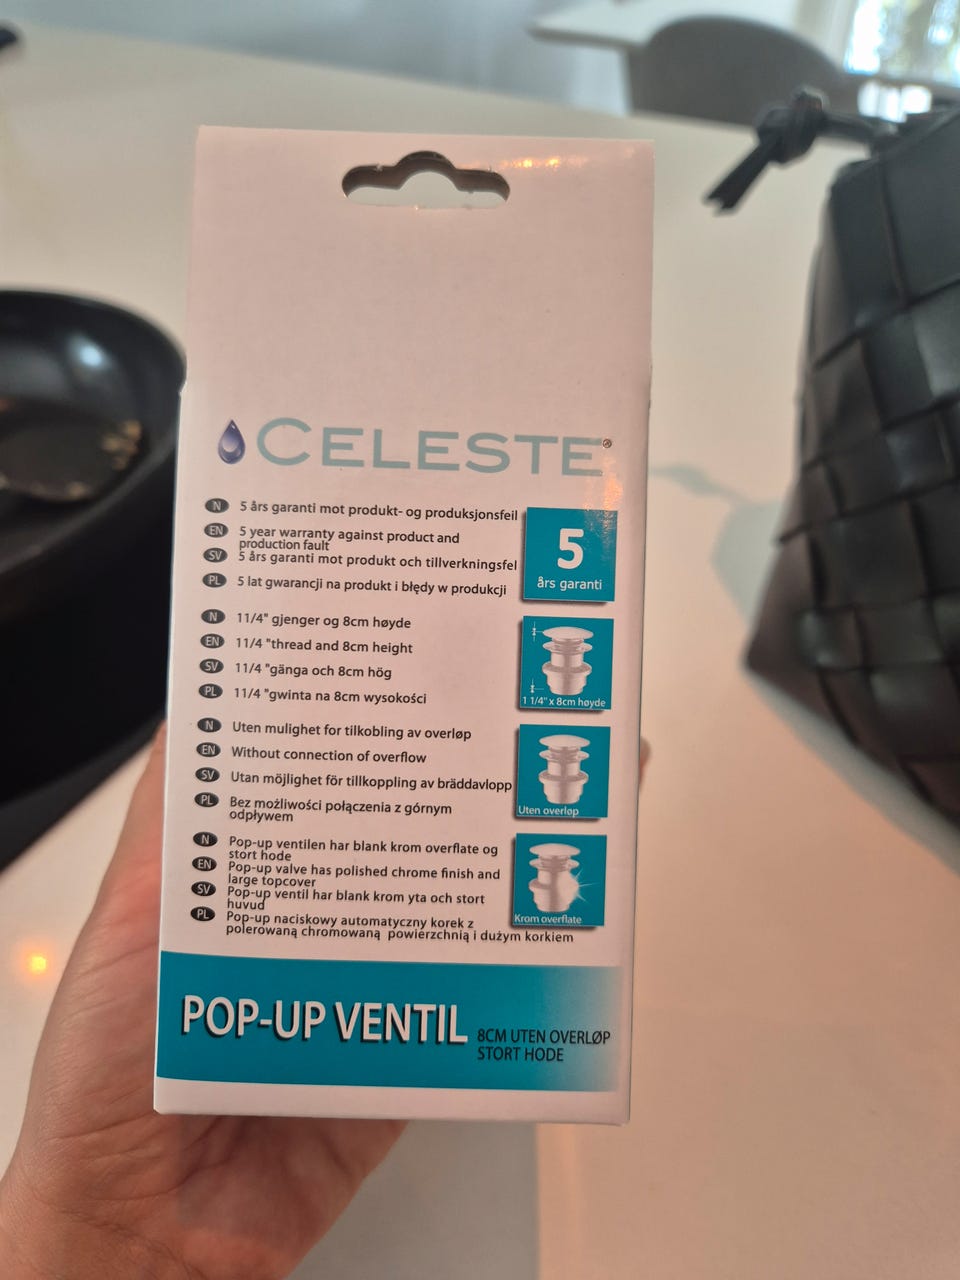 CELESTE®
N 5 års garanti mot produkt- og produksjonsfeil
EN 5 year warranty against product and
production fault
SV 5 års garanti mot produkt och tillverkningsfel
PL 5 lat gwarancji na produkt i błędy w produkcji
5
års garanti
N 11/4" gjenger og 8cm høyde
EN 11/4 "thread and 8cm height
SV 11/4 "gänga och 8cm hög
PL 11/4 "gwinta na 8cm wysokości
1 1/4" x 8cm høyde
N Uten mulighet for tilkobling av overløp
EN Without connection of overflow
SV Utan möjlighet för tillkoppling av bräddavlopp
PL Bez możliwości połączenia z górnym
odpływem
Uten overløp
N Pop-up ventilen har blank krom overflate og
stort hode
EN Pop-up valve has polished chrome finish and
large topcover
SV Pop-up ventil har blank krom yta och stort
huvud
PL Pop-up naciskowy automatyczny korek z
polerowaną chromowaną powierzchnią i dużym korkiem
Krom overflate
POP-UP VENTIL
8CM UTEN OVERLØP
STORT HODE